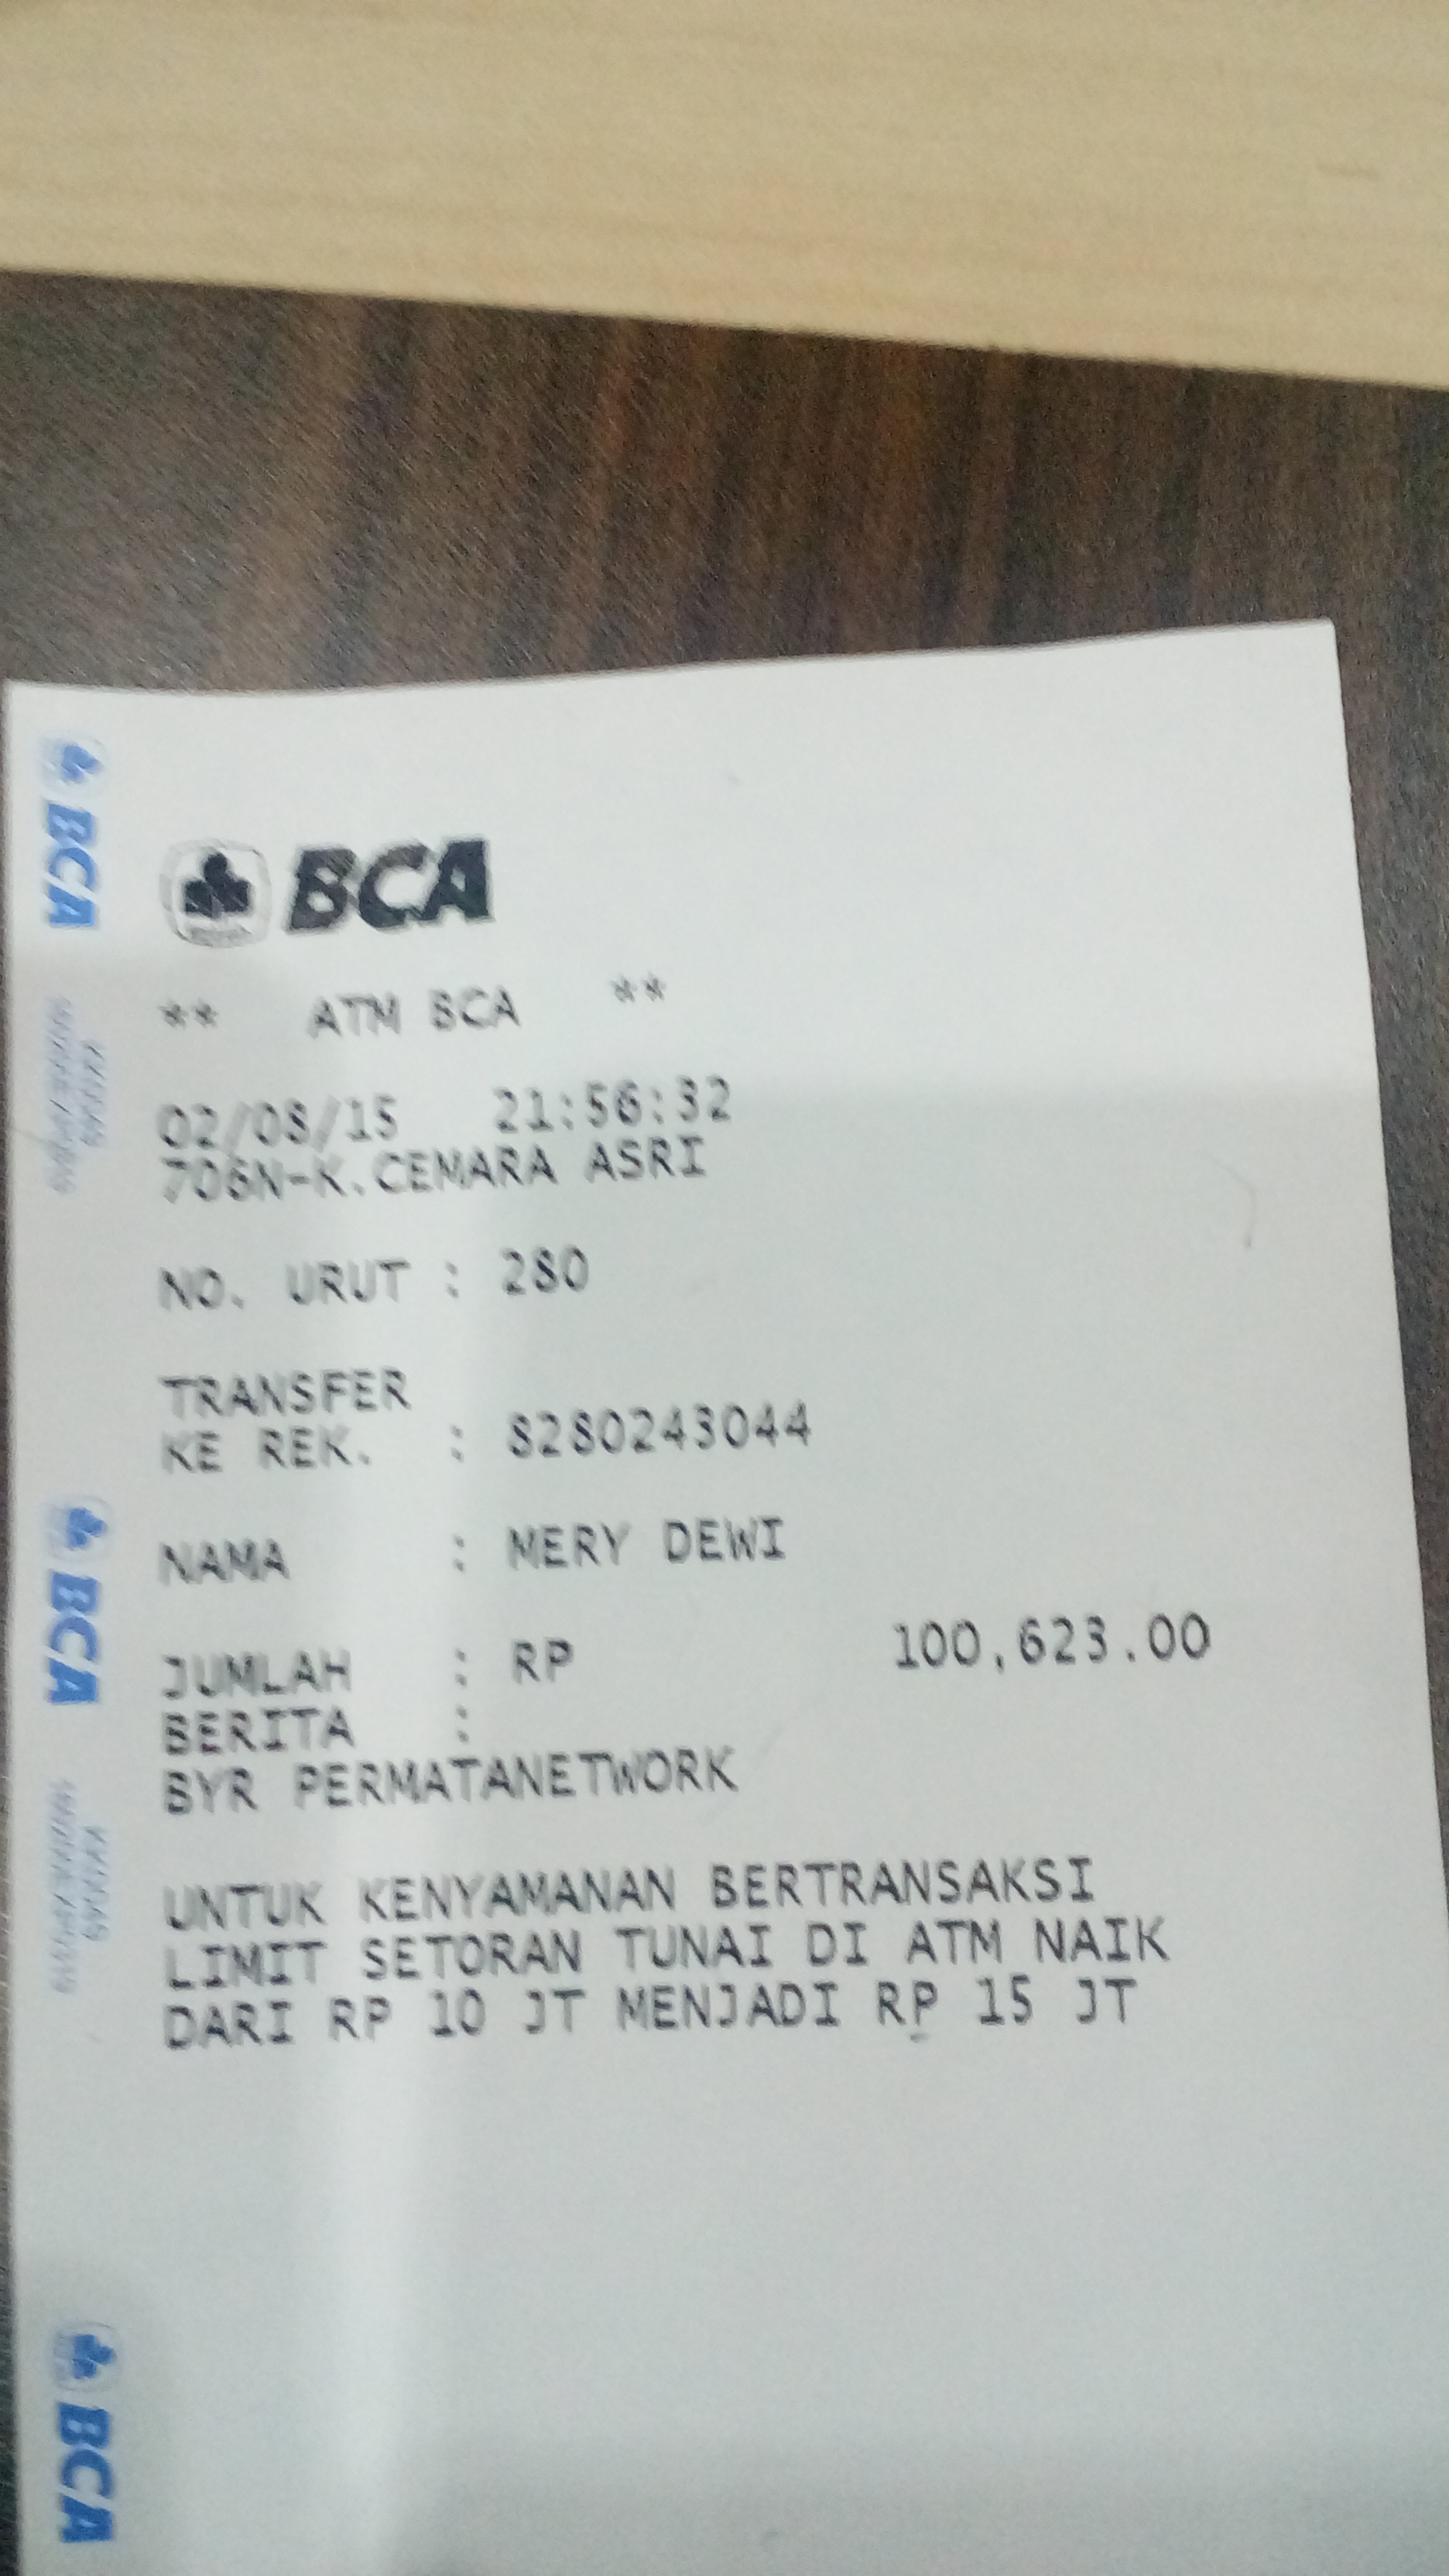 BCA
** ATM BCA **
02/08/15 21:56:32
706N-K.CEMARA ASRI
NO. URUT : 280
TRANSFER
KE REK. : 8280243044
NAMA : MERY DEWI
JUMLAH : RP 100,623.00
BERITA :
BYR PERMATANETWORK
UNTUK KENYAMANAN BERTRANSAKSI
LIMIT SETORAN TUNAI DI ATM NAIK
DARI RP 10 JT MENJADI RP 15 JT
BCA
BCA
BCA